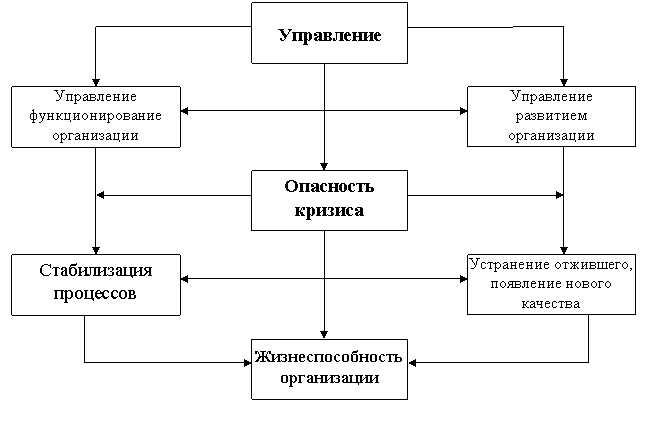 Управление
Управление
функционирование
организации
Управление
развитием
организации
Опасность
кризиса
Стабилизация
процессов
Устранение отжившего,
появление нового
качества
Жизнеспособность
организации